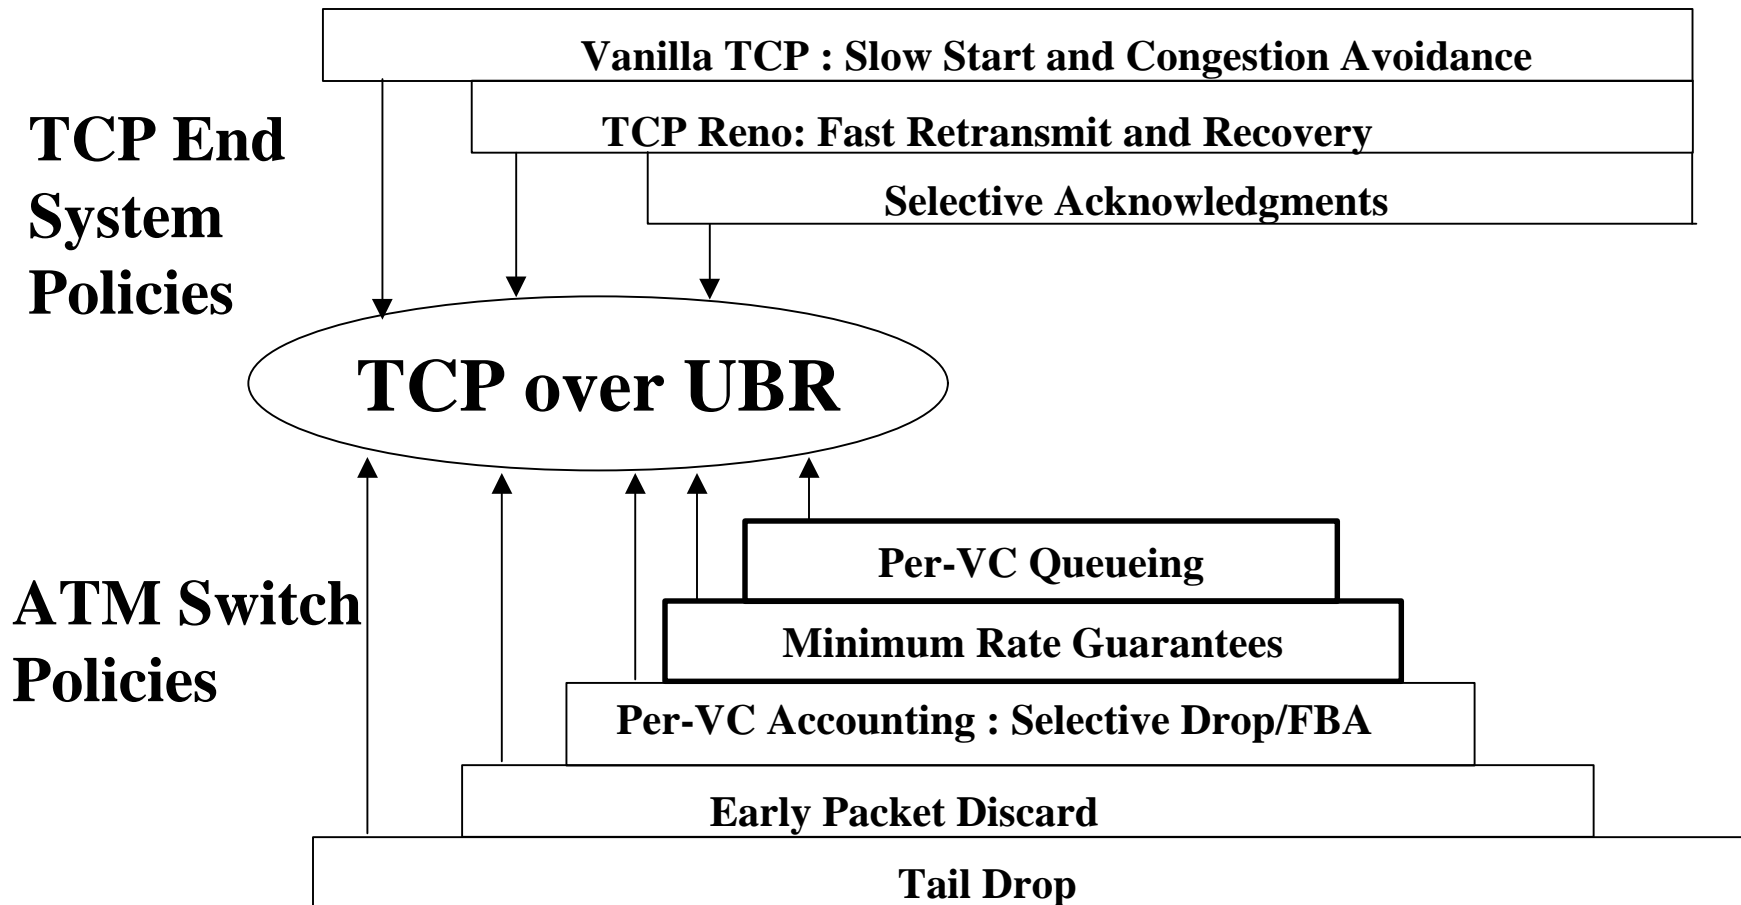 Vanilla TCP : Slow Start and Congestion Avoidance
TCP Reno: Fast Retransmit and Recovery
Selective Acknowledgments
TCP End
System
Policies
TCP over UBR
ATM Switch
Policies
Per-VC Queueing
Minimum Rate Guarantees
Per-VC Accounting : Selective Drop/FBA
Early Packet Discard
Tail Drop